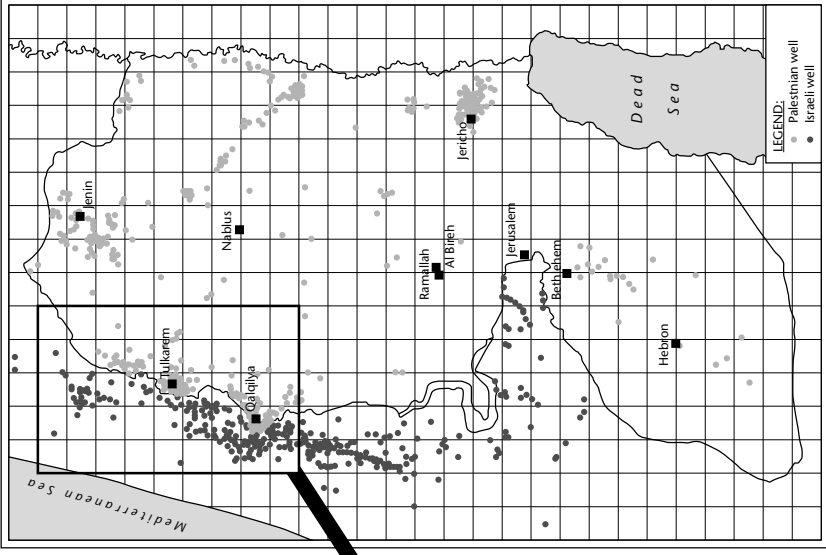 Jenin
Nablus
Tulkarem
Qalqilya
Ramallah
Al Bireh
Jericho
Jerusalem
Bethlehem
Hebron
Dead
Sea
Mediterranean Sea
LEGEND:
Palestnian well
Israeli well